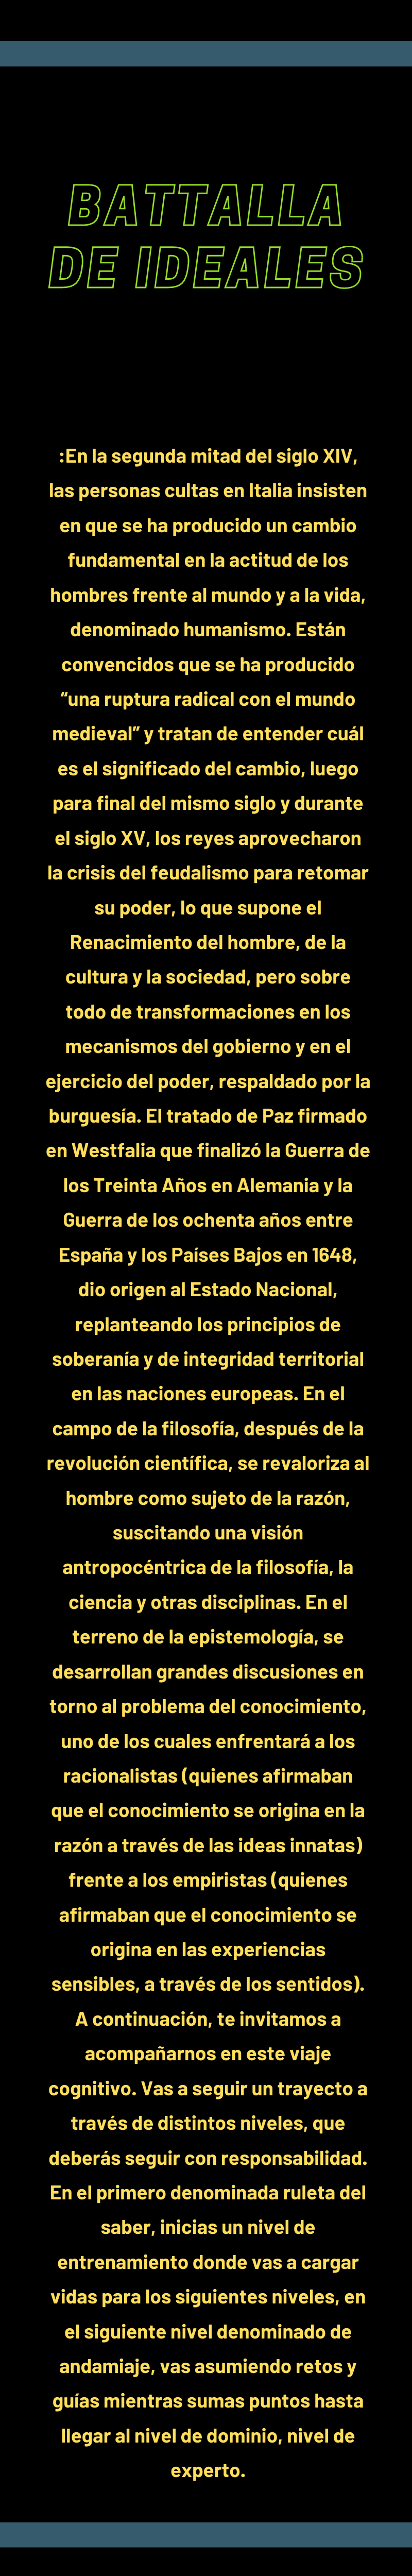 BATTALLA
DE IDEALES
:En la segunda mitad del siglo XIV,
las personas cultas en Italia insisten
en que se ha producido un cambio
fundamental en la actitud de los
hombres frente al mundo y a la vida,
denominado humanismo. Están
convencidos que se ha producido
“una ruptura radical con el mundo
medieval” y tratan de entender cuál
es el significado del cambio, luego
para final del mismo siglo y durante
el siglo XV, los reyes aprovecharon
la crisis del feudalismo para retomar
su poder, lo que supone el
Renacimiento del hombre, de la
cultura y la sociedad, pero sobre
todo de transformaciones en los
mecanismos del gobierno y en el
ejercicio del poder, respaldado por la
burguesía. El tratado de Paz firmado
en Westfalia que finalizó la Guerra de
los Treinta Años en Alemania y la
Guerra de los ochenta años entre
España y los Países Bajos en 1648,
dio origen al Estado Nacional,
replanteando los principios de
soberanía y de integridad territorial
en las naciones europeas. En el
campo de la filosofía, después de la
revolución científica, se revaloriza al
hombre como sujeto de la razón,
suscitando una visión
antropocéntrica de la filosofía, la
ciencia y otras disciplinas. En el
terreno de la epistemología, se
desarrollan grandes discusiones en
torno al problema del conocimiento,
uno de los cuales enfrentará a los
racionalistas (quienes afirmaban
que el conocimiento se origina en la
razón a través de las ideas innatas)
frente a los empiristas (quienes
afirmaban que el conocimiento se
origina en las experiencias
sensibles, a través de los sentidos).
A continuación, te invitamos a
acompañarnos en este viaje
cognitivo. Vas a seguir un trayecto a
través de distintos niveles, que
deberás seguir con responsabilidad.
En el primero denominada ruleta del
saber, inicias un nivel de
entrenamiento donde vas a cargar
vidas para los siguientes niveles, en
el siguiente nivel denominado de
andamiaje, vas asumiendo retos y
guías mientras sumas puntos hasta
llegar al nivel de dominio, nivel de
experto.